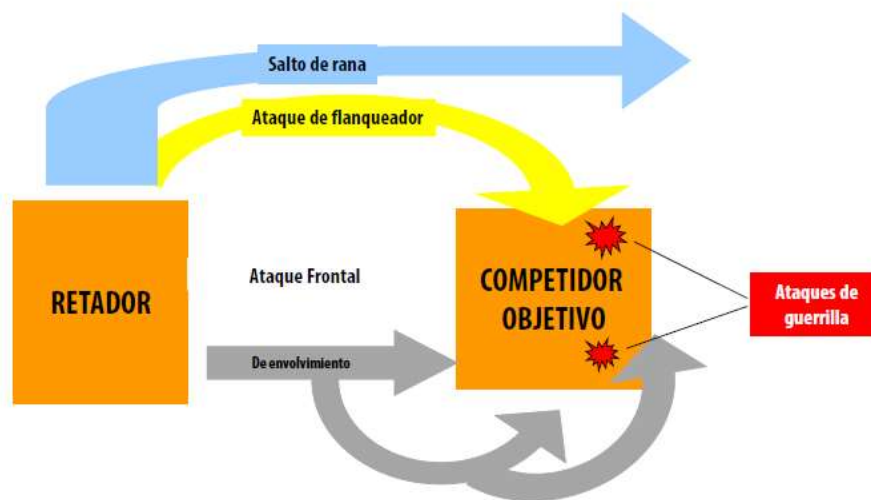 Salto de rana
Ataque de flanqueador
RETADOR
Ataque Frontal
COMPETIDOR
OBJETIVO
Ataques de
guerrilla
De envolvimiento